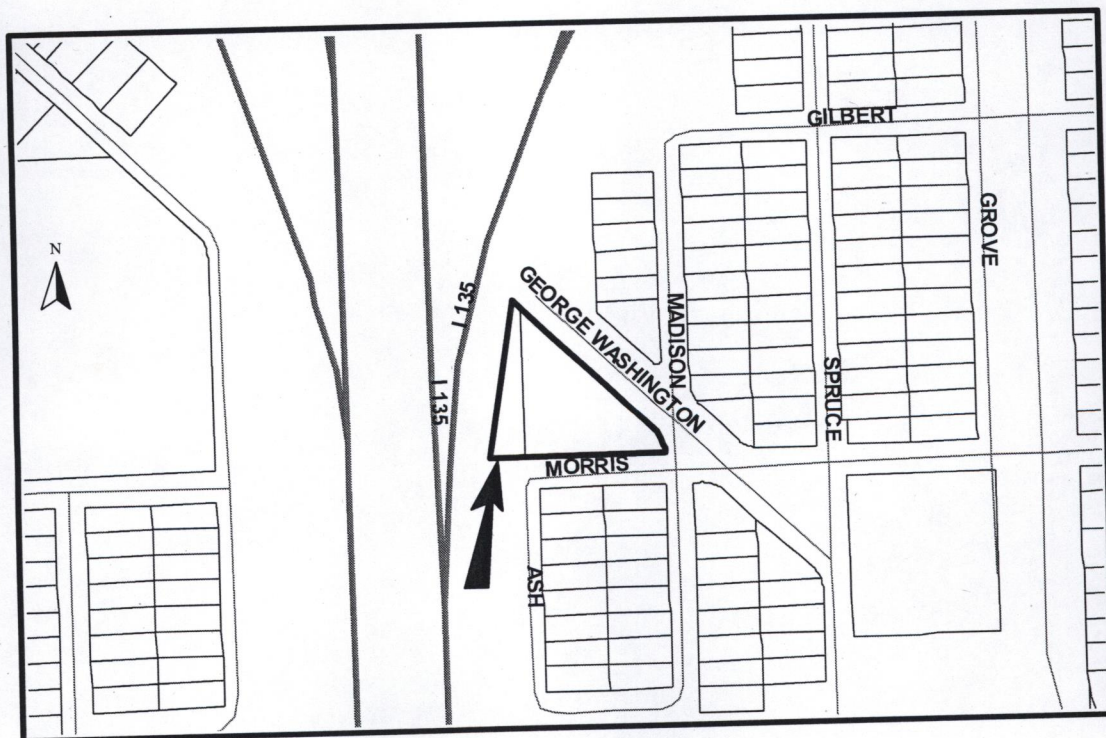 GILBERT
GROVE
N
I 135
GEORGE WASHINGTON
MADISON
SPRUCE
I 135
MORRIS
ASH